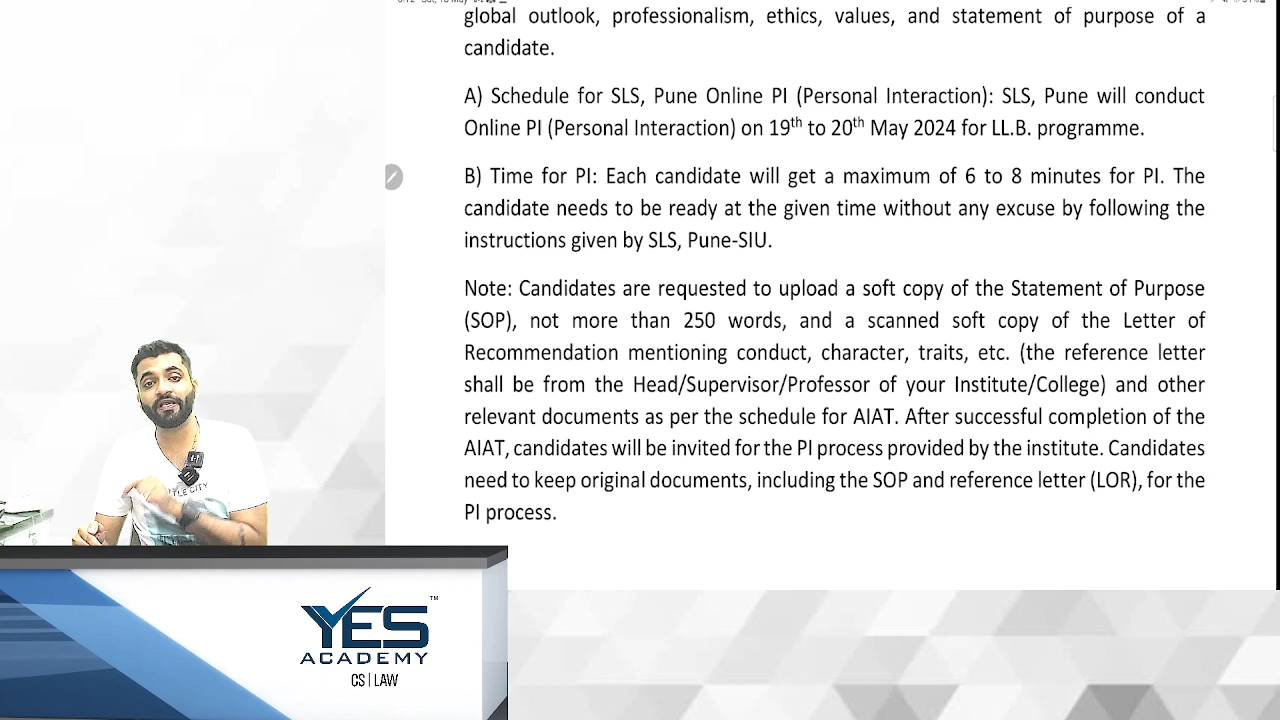 global outlook, professionalism, ethics, values, and statement of purpose of a
candidate.
A) Schedule for SLS, Pune Online PI (Personal Interaction): SLS, Pune will conduct
Online PI (Personal Interaction) on 19th to 20th May 2024 for LL.B. programme.
B) Time for PI: Each candidate will get a maximum of 6 to 8 minutes for PI. The
candidate needs to be ready at the given time without any excuse by following the
instructions given by SLS, Pune-SIU.
Note: Candidates are requested to upload a soft copy of the Statement of Purpose
(SOP), not more than 250 words, and a scanned soft copy of the Letter of
Recommendation mentioning conduct, character, traits, etc. (the reference letter
shall be from the Head/Supervisor/Professor of your Institute/College) and other
relevant documents as per the schedule for AIAT. After successful completion of the
AIAT, candidates will be invited for the PI process provided by the institute. Candidates
need to keep original documents, including the SOP and reference letter (LOR), for the
PI process.
CITY
YES
™
ACADEMY
CS | LAW